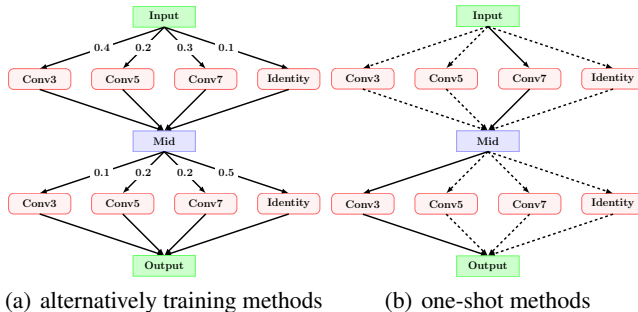 Input Input
0.4 0.2 0.3 0.1
Conv3 Conv5 Conv7 Identity Conv3 Conv5 Conv7 Identity
Mid Mid
0.1 0.2 0.2 0.5
Conv3 Conv5 Conv7 Identity Conv3 Conv5 Conv7 Identity
Output Output
(a) alternatively training methods (b) one-shot methods